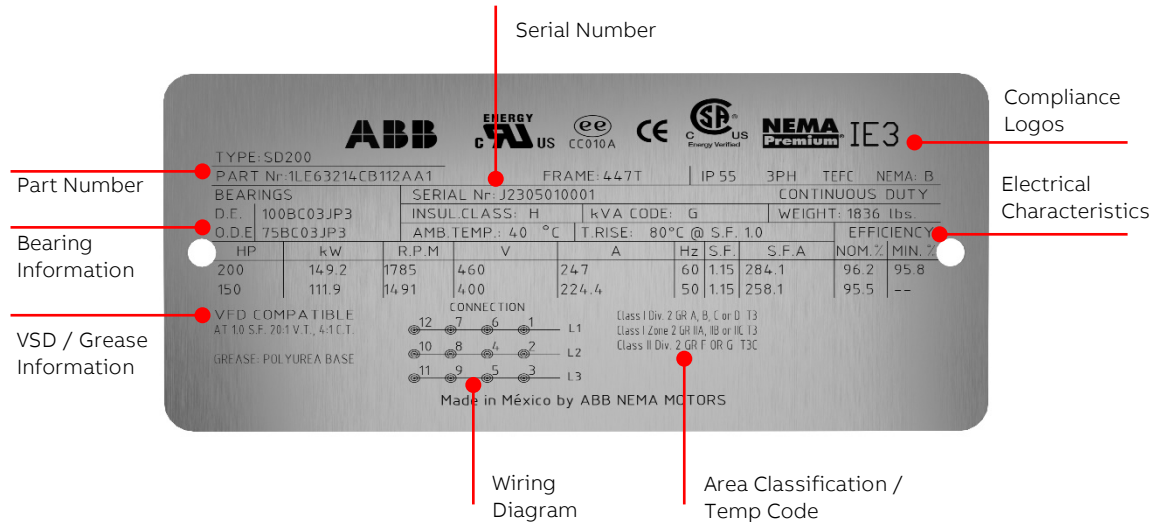 Serial Number
Compliance
Logos
ABB
ENERGY
C UR US
ee
CC010A
CE
C SA US
Energy Verified
NEMA
Premium
IE3
TYPE:SD200
Part Number
PART Nr:1LE63214CB112AA1 FRAME: 447T IP 55 3PH TEFC NEMA: B
BEARINGS SERIAL Nr: J2305010001 CONTINUOUS DUTY
Electrical
Characteristics
D.E. 100BC03JP3 INSUL.CLASS: H kVA CODE: G WEIGHT: 1836 lbs.
O.D.E 75BC03JP3 AMB.TEMP.: 40 °C T.RISE: 80°C @ S.F. 1.0 EFFICIENCY
Bearing
Information
HP kW R.P.M V A Hz S.F. S.F.A NOM.% MIN. %
200 149.2 1785 460 247 60 1.15 284.1 96.2 95.8
150 111.9 1491 400 224.4 50 1.15 258.1 95.5 --
VFD COMPATIBLE
AT 1.0 S.F. 20:1 V.T., 4:1 C.T.
GREASE: POLYUREA BASE
VSD / Grease
Information
CONNECTION
12 7 6 1 L1
10 8 4 2 L2
11 9 5 3 L3
Class I Div. 2 GR A, B, C or D T3
Class I Zone 2 GR IIA, IIB or IIC T3
Class II Div. 2 GR F OR G T3C
Made in México by ABB NEMA MOTORS
Wiring
Diagram
Area Classification /
Temp Code